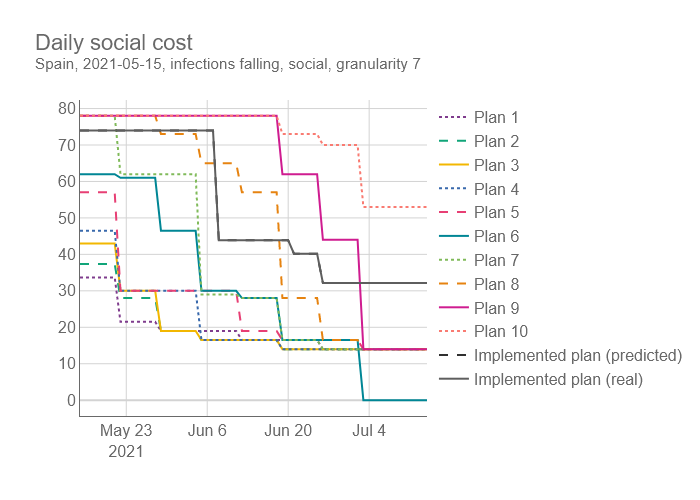 Daily social cost
Spain, 2021-05-15, infections falling, social, granularity 7
80
70
60
50
40
30
20
10
0
May 23
2021
Jun 6
Jun 20
Jul 4
Plan 1
Plan 2
Plan 3
Plan 4
Plan 5
Plan 6
Plan 7
Plan 8
Plan 9
Plan 10
Implemented plan (predicted)
Implemented plan (real)